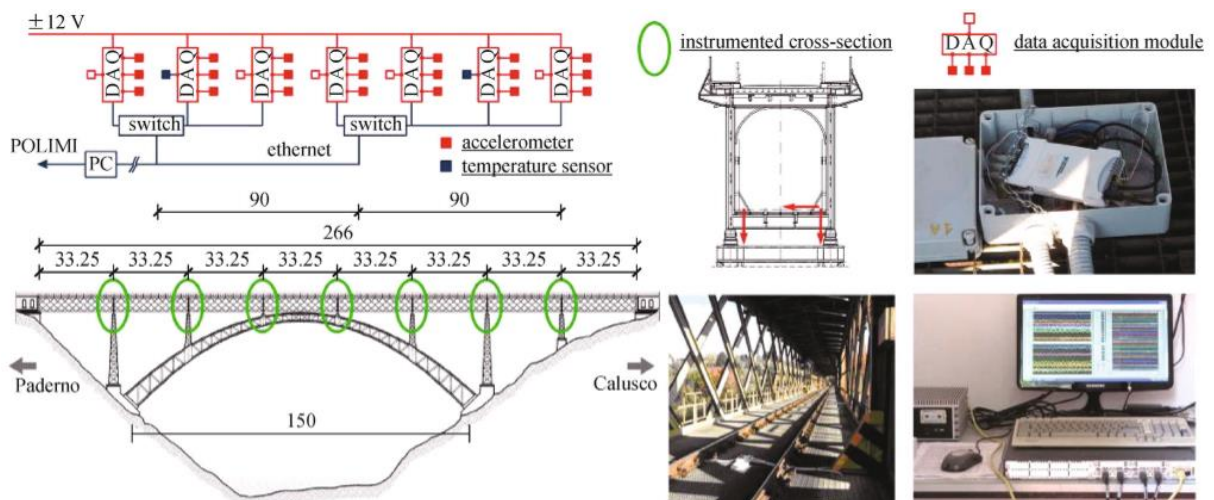 ±12 V
DAQ
DAQ
DAQ
DAQ
DAQ
DAQ
DAQ
switch
switch
POLIMI
PC
ethernet
accelerometer
temperature sensor
90
90
266
33.25
33.25
33.25
33.25
33.25
33.25
33.25
33.25
Paderno
Calusco
150
instrumented cross-section
DAQ
data acquisition module